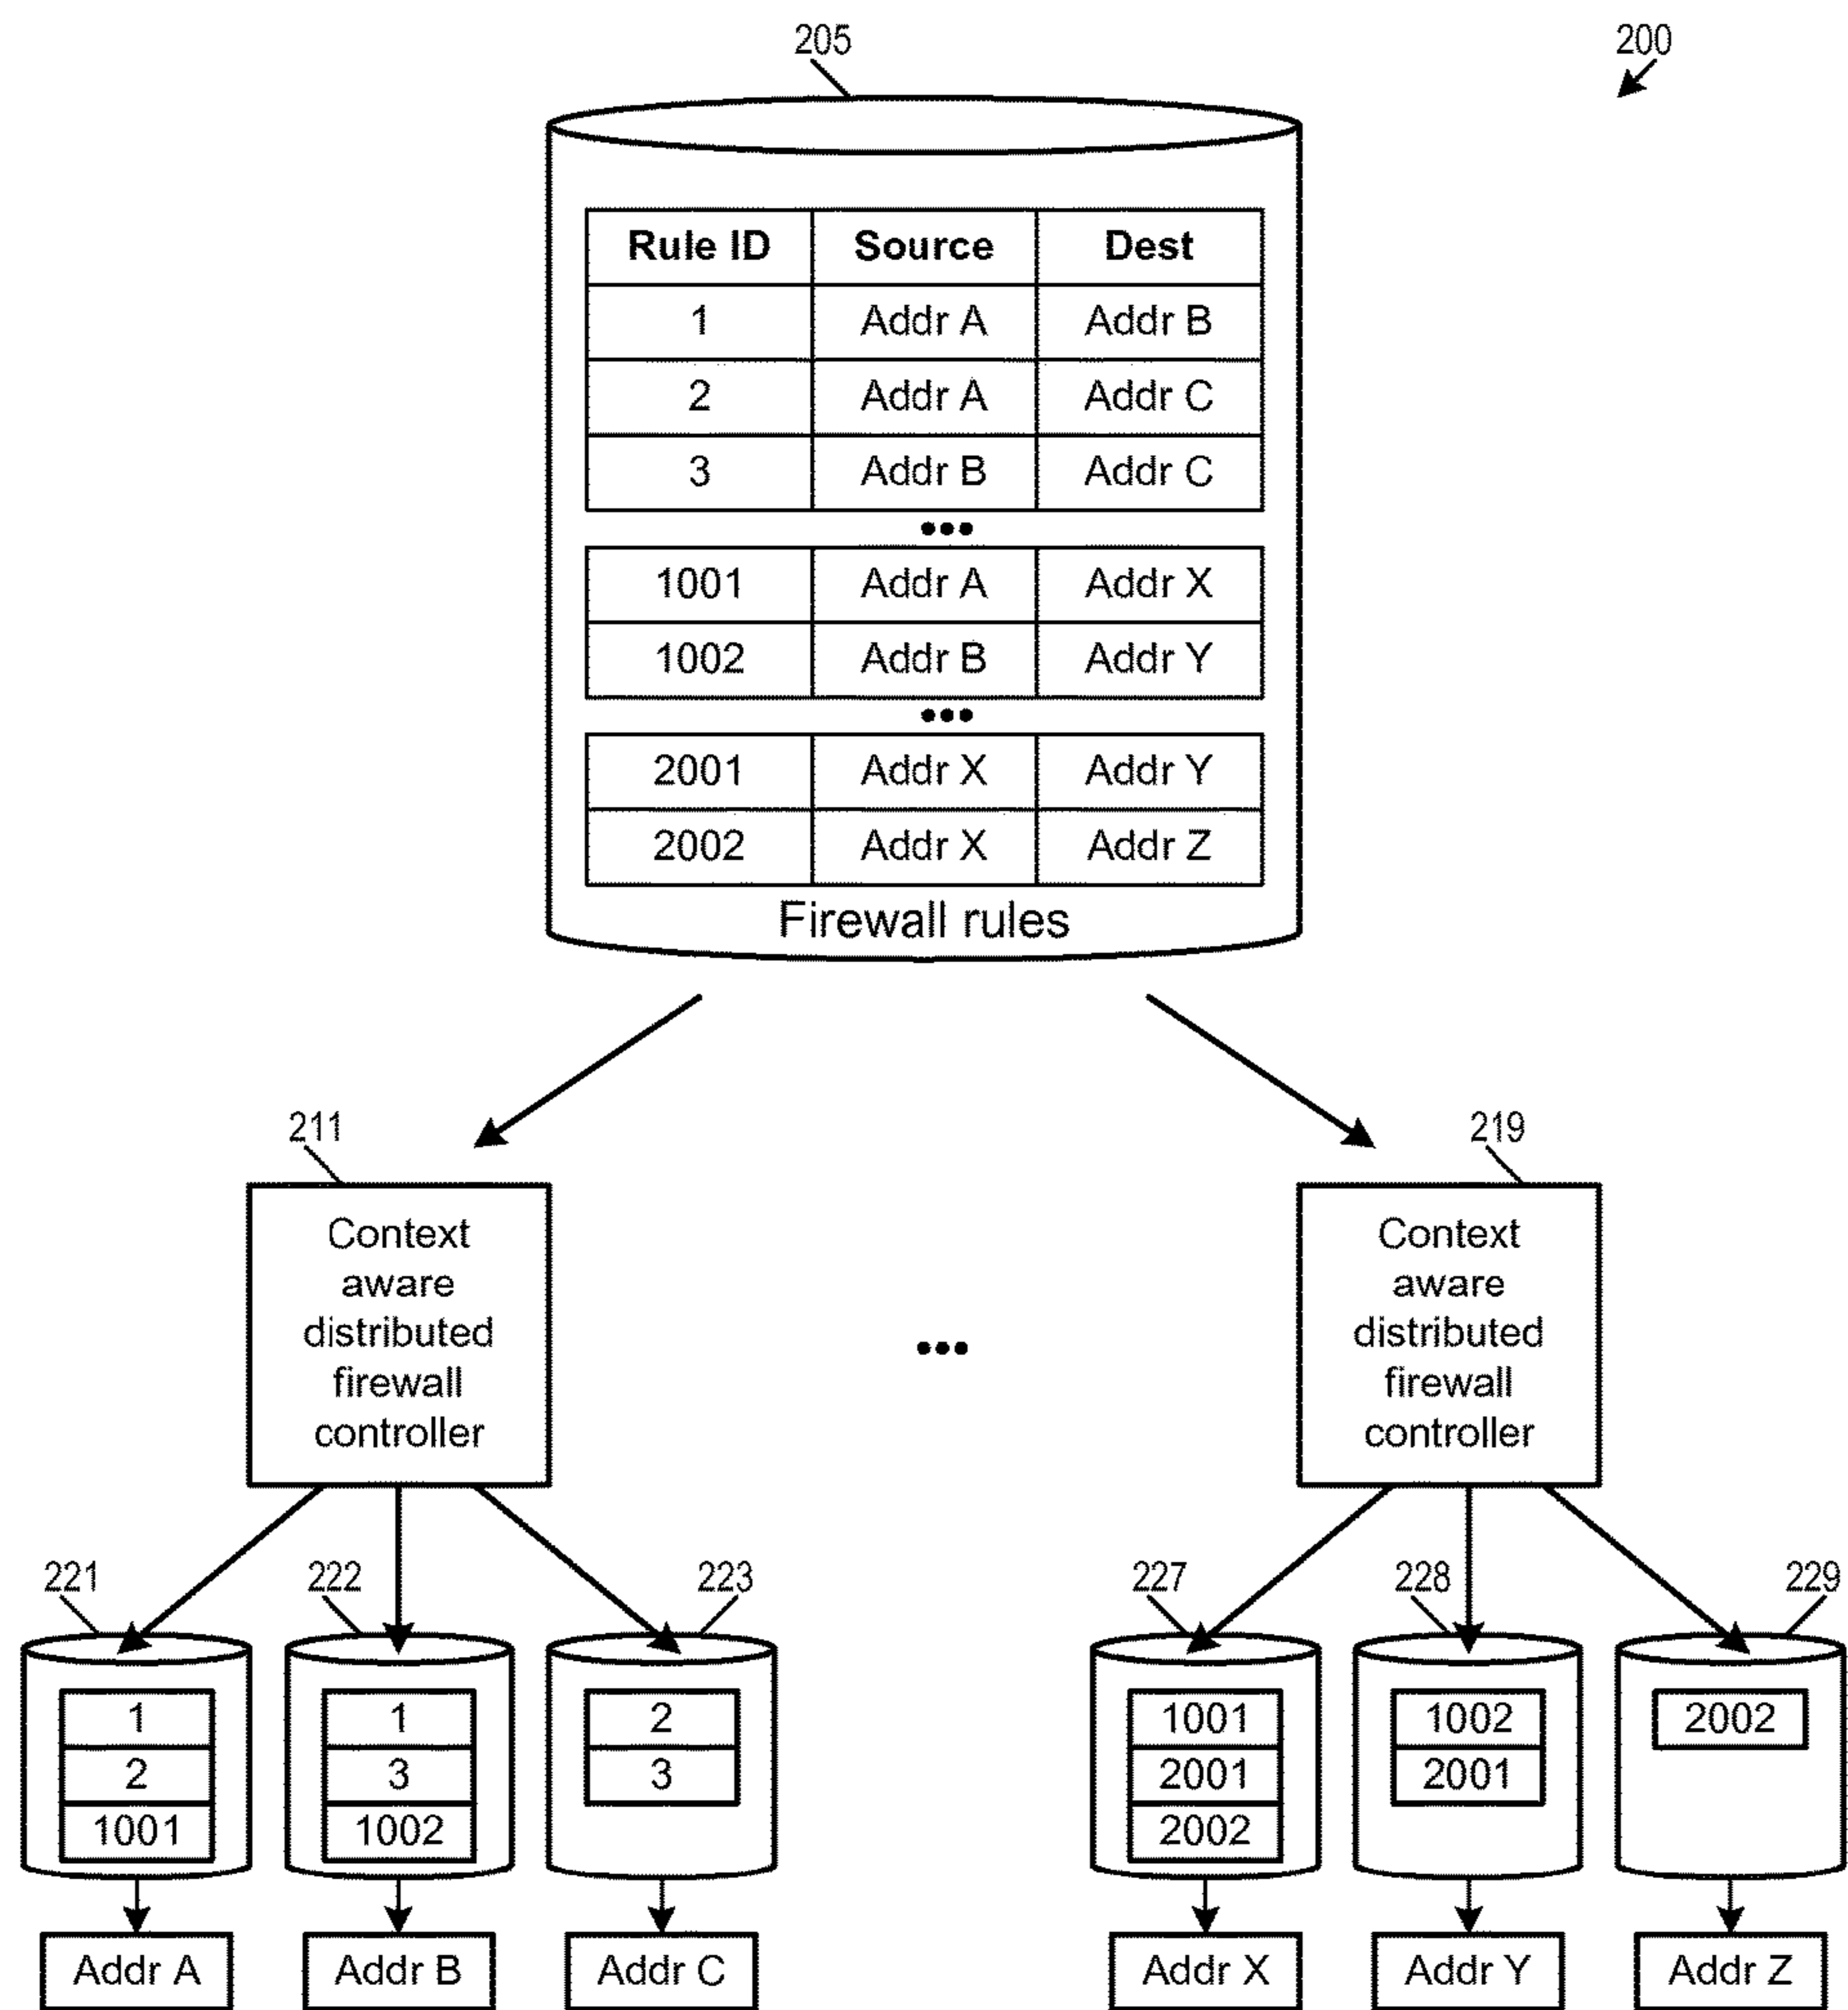 205
200
Rule ID Source Dest
1 Addr A Addr B
2 Addr A Addr C
3 Addr B Addr C
•••
1001 Addr A Addr X
1002 Addr B Addr Y
•••
2001 Addr X Addr Y
2002 Addr X Addr Z
Firewall rules
211
Context
aware
distributed
firewall
controller
•••
219
Context
aware
distributed
firewall
controller
221
1
2
1001
Addr A
222
1
3
1002
Addr B
223
2
3
Addr C
227
1001
2001
2002
Addr X
228
1002
2001
Addr Y
229
2002
Addr Z